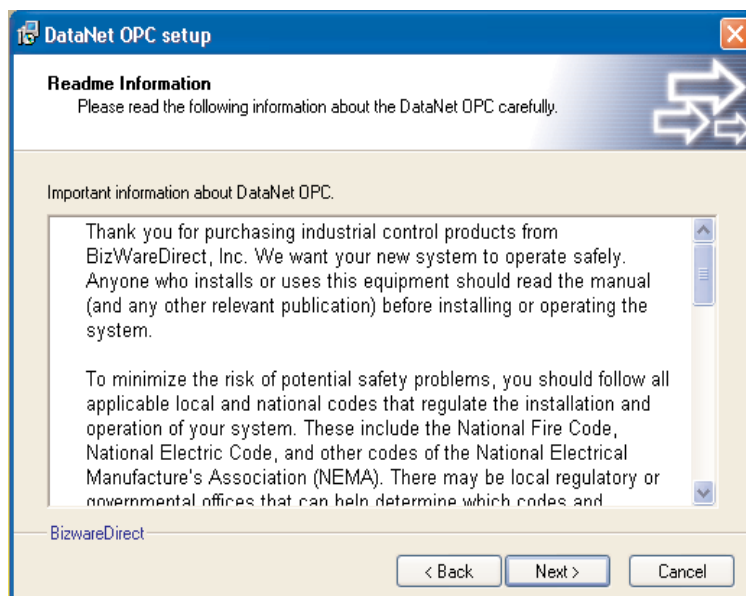 DataNet OPC setup
Readme Information
Please read the following information about the DataNet OPC carefully.
Important information about DataNet OPC.
Thank you for purchasing industrial control products from
BizWareDirect, Inc. We want your new system to operate safely.
Anyone who installs or uses this equipment should read the manual
(and any other relevant publication) before installing or operating the
system.
To minimize the risk of potential safety problems, you should follow all
applicable local and national codes that regulate the installation and
operation of your system. These include the National Fire Code,
National Electric Code, and other codes of the National Electrical
Manufacture's Association (NEMA). There may be local regulatory or
governmental offices that can help determine which codes and
BizwareDirect
< Back
Next >
Cancel